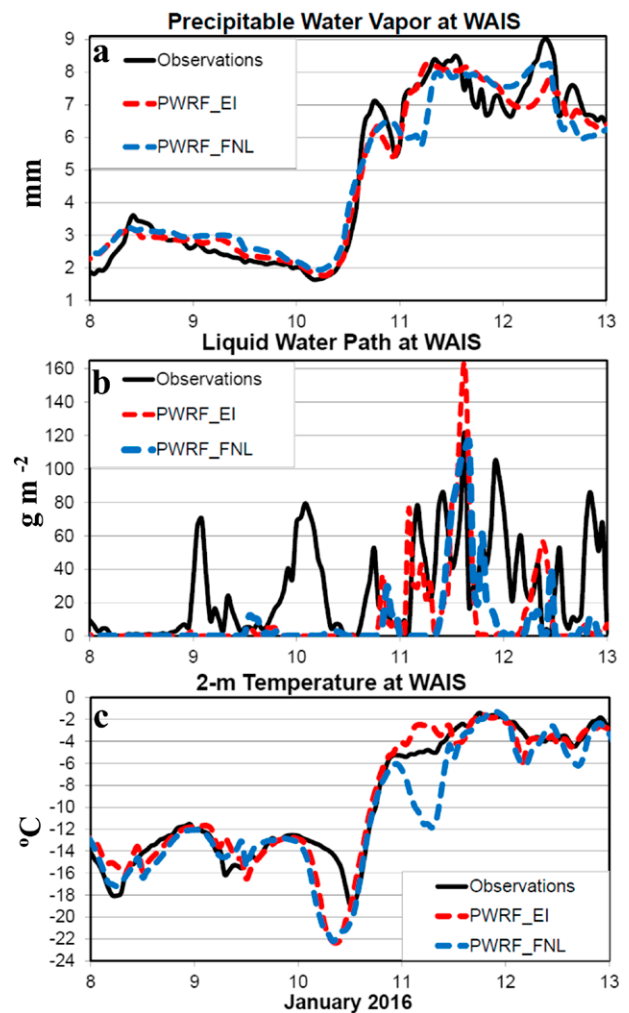 Precipitable Water Vapor at WAIS
a
Observations
PWRF_EI
PWRF_FNL
mm
9
8
7
6
5
4
3
2
1
8 9 10 11 12 13
Liquid Water Path at WAIS
b
Observations
PWRF_EI
PWRF_FNL
g m -2
160
140
120
100
80
60
40
20
0
8 9 10 11 12 13
2-m Temperature at WAIS
c
ºC
0
-2
-4
-6
-8
-10
-12
-14
-16
-18
-20
-22
-24
Observations
PWRF_EI
PWRF_FNL
8 9 10 11 12 13
January 2016